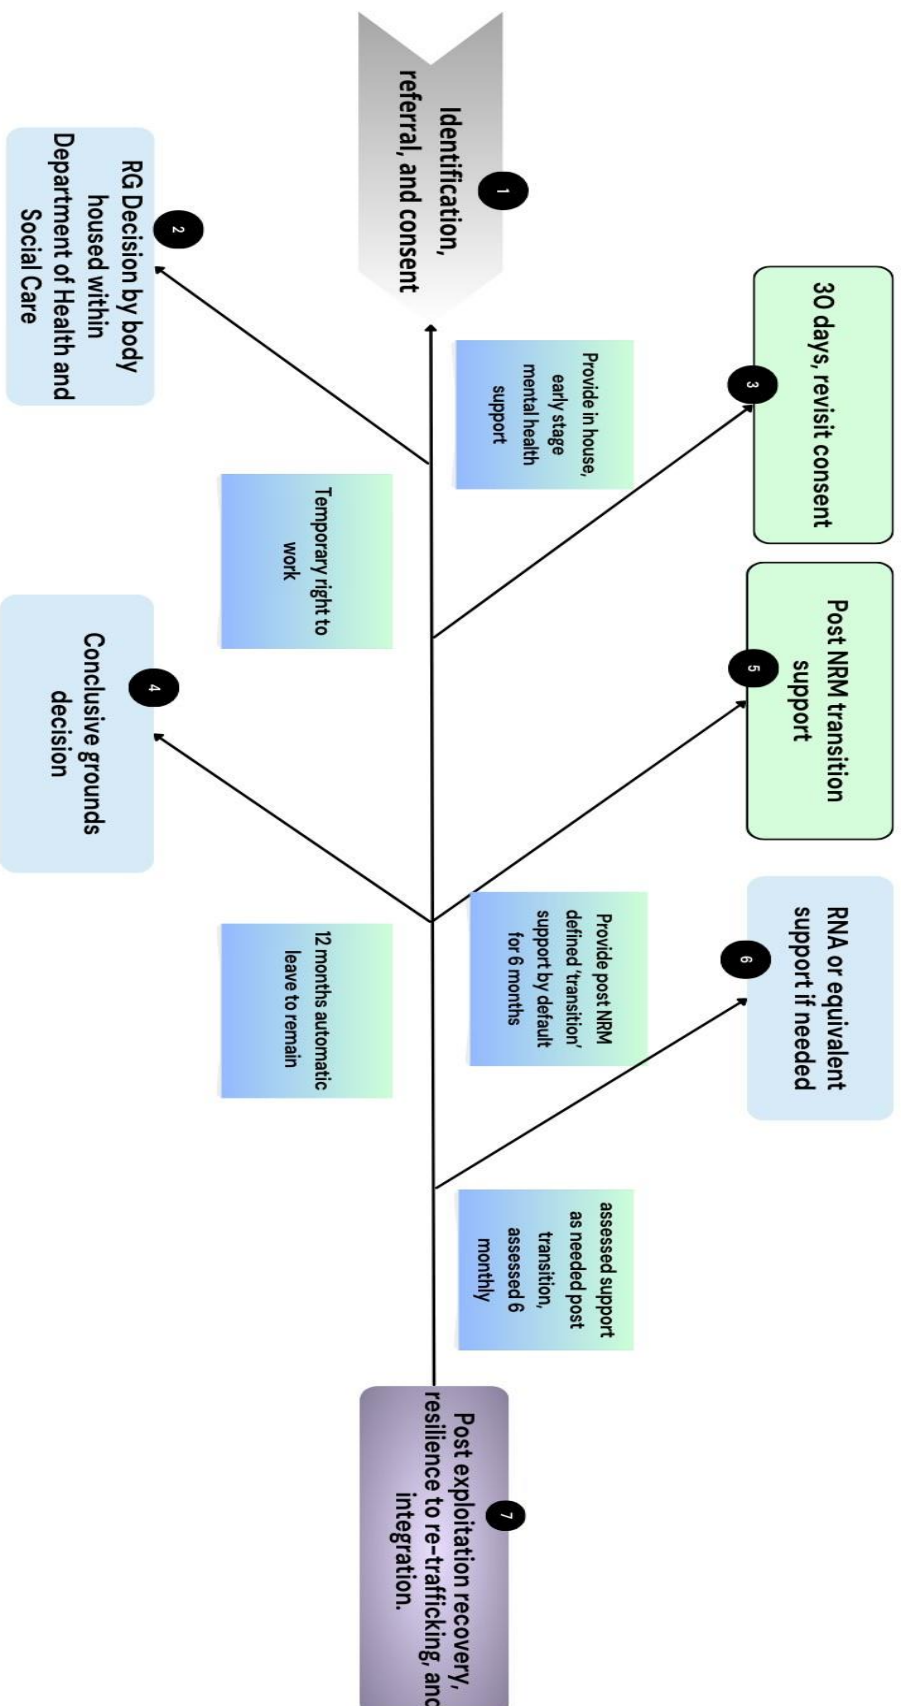 1
Identification,
referral, and consent
2
RG Decision by body
housed within
Department of Health and
Social Care
3
30 days, revisit consent
Provide in house,
early stage
mental health
support
Temporary right to
work
4
Conclusive grounds
decision
5
Post NRM transition
support
Provide post NRM
defined 'transition'
support by default
for 6 months
12 months automatic
leave to remain
6
RNA or equivalent
support if needed
assessed support
as needed post
transition,
assessed 6
monthly
7
Post exploitation recovery,
resilience to re-trafficking, and
integration.